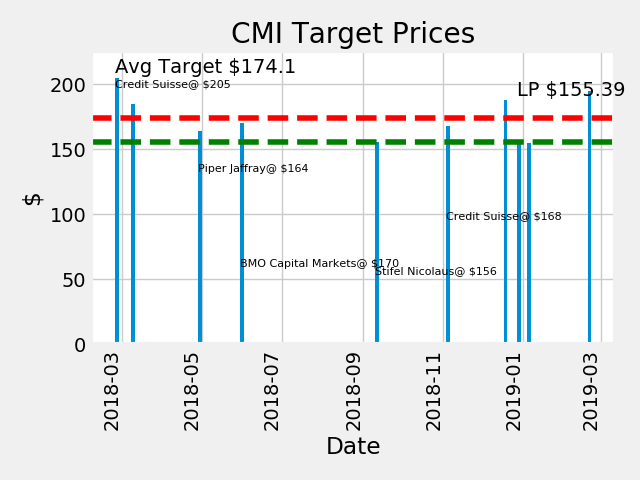 CMI Target Prices
Avg Target $174.1
Credit Suisse@ $205
LP $155.39
Piper Jaffray@ $164
Credit Suisse@ $168
BMO Capital Markets@ $170
Stifel Nicolaus@ $156
$
200
150
100
50
0
2018-03
2018-05
2018-07
2018-09
2018-11
2019-01
2019-03
Date